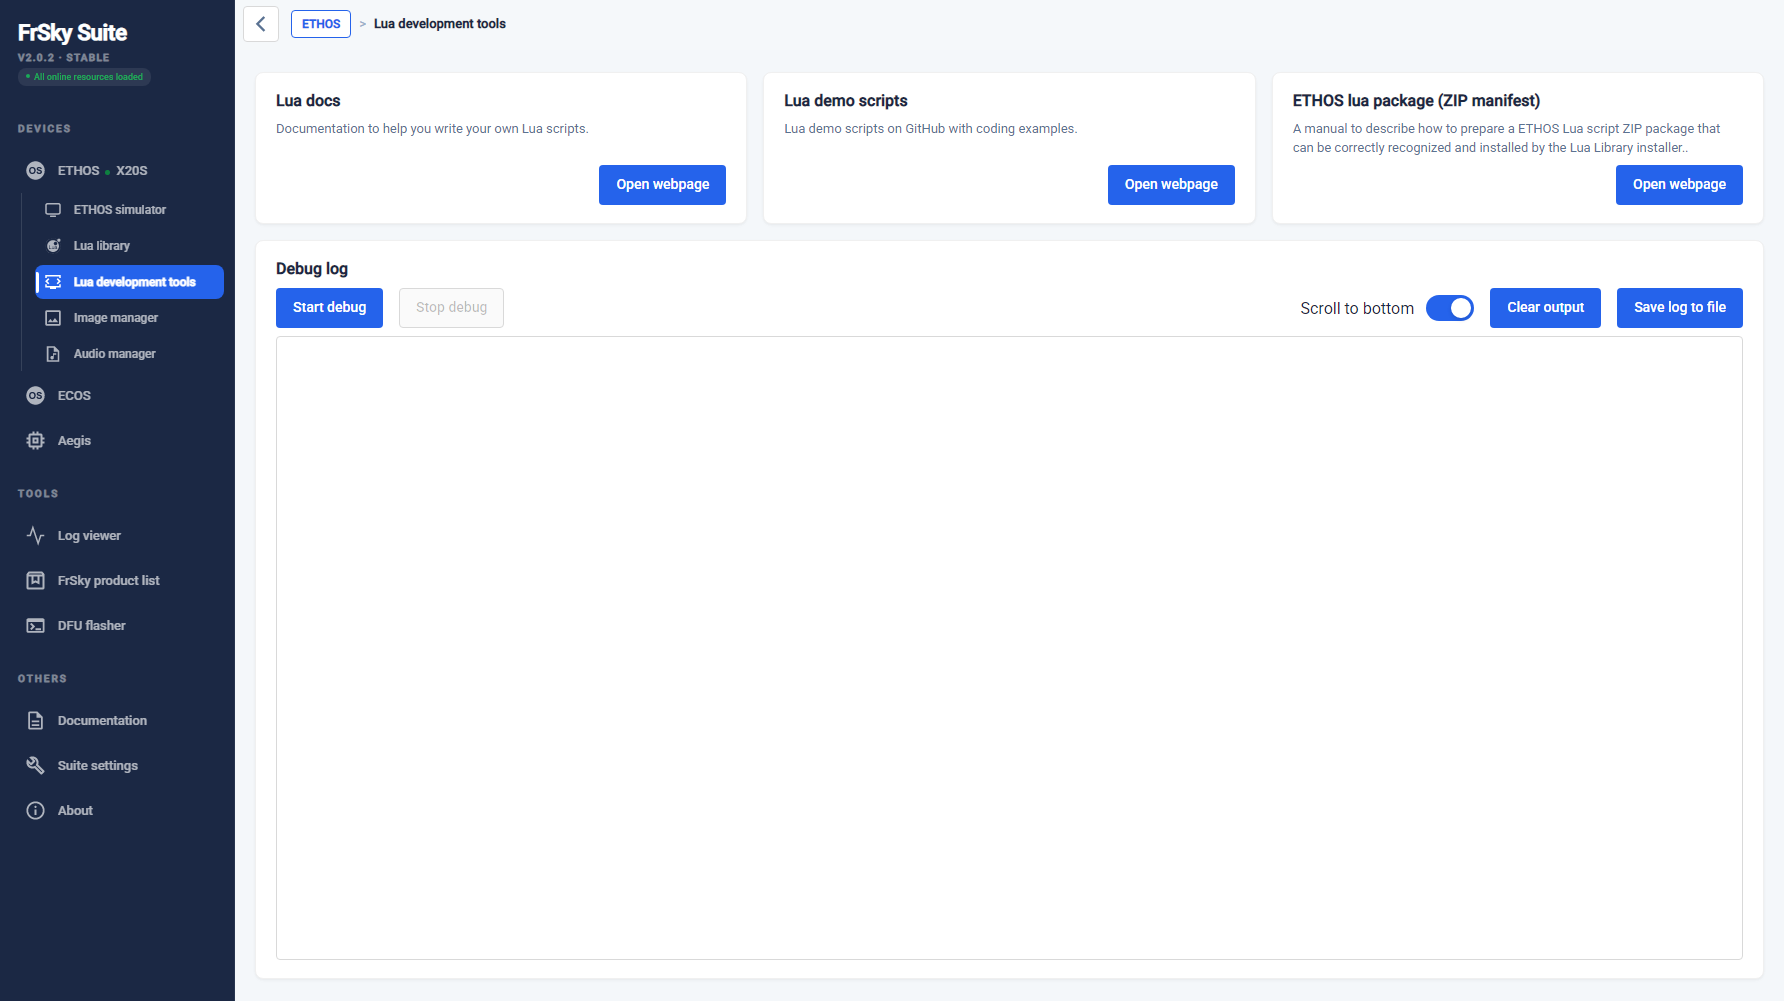 FrSky Suite
V2.0.2 · STABLE
All online resources loaded
DEVICES
ETHOS X20S
ETHOS simulator
Lua library
Lua development tools
Image manager
Audio manager
ECOS
Aegis
TOOLS
Log viewer
FrSky product list
DFU flasher
OTHERS
Documentation
Suite settings
About
ETHOS > Lua development tools
Lua docs
Documentation to help you write your own Lua scripts.
Open webpage
Lua demo scripts
Lua demo scripts on GitHub with coding examples.
Open webpage
ETHOS lua package (ZIP manifest)
A manual to describe how to prepare a ETHOS Lua script ZIP package that
can be correctly recognized and installed by the Lua Library installer..
Open webpage
Debug log
Start debug Stop debug Scroll to bottom Clear output Save log to file